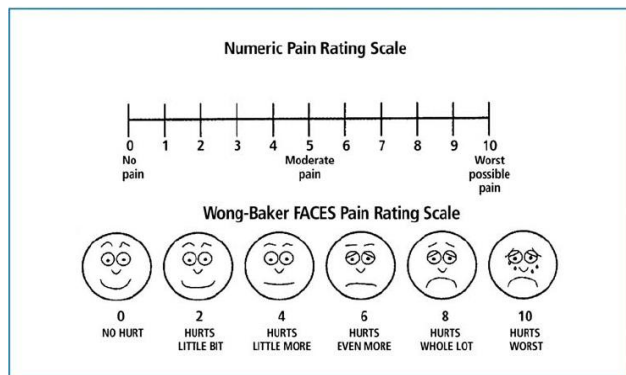 Numeric Pain Rating Scale
0 1 2 3 4 5 6 7 8 9 10
No pain
Moderate pain
Worst possible pain
Wong-Baker FACES Pain Rating Scale
0 2 4 6 8 10
NO HURT
HURTS LITTLE BIT
HURTS LITTLE MORE
HURTS EVEN MORE
HURTS WHOLE LOT
HURTS WORST